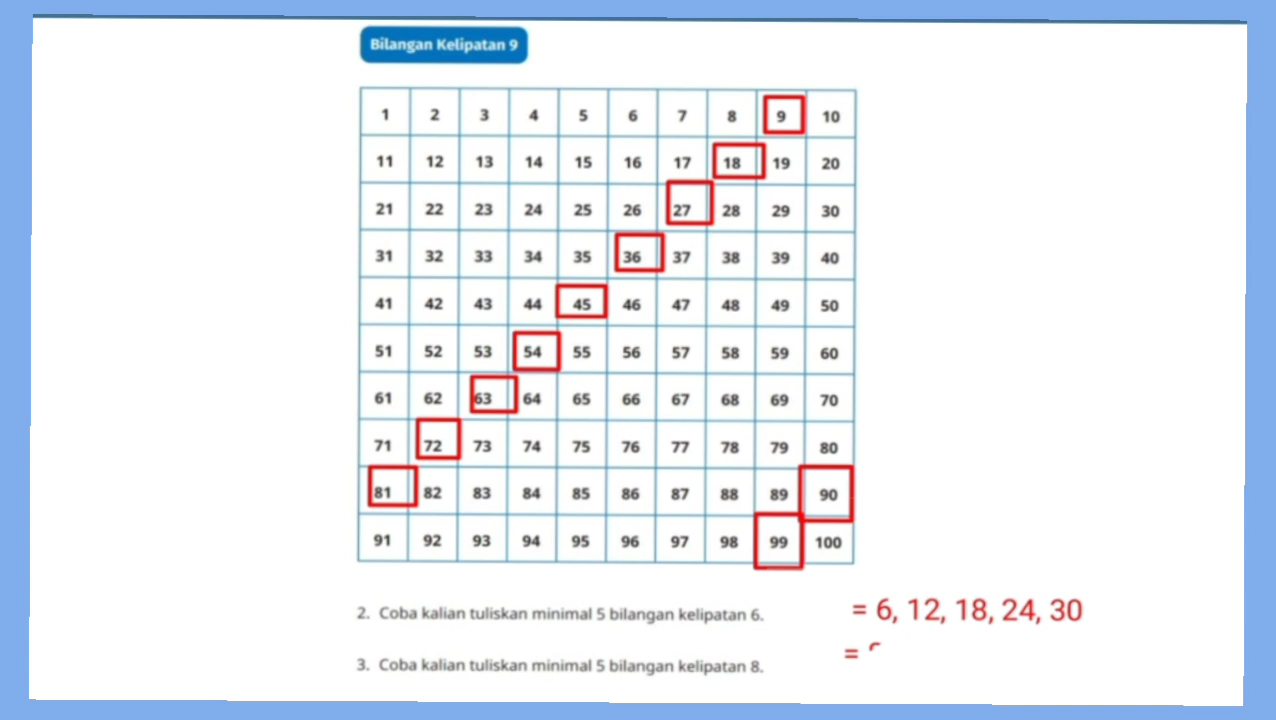 Bilangan Kelipatan 9
1 2 3 4 5 6 7 8 9 10
11 12 13 14 15 16 17 18 19 20
21 22 23 24 25 26 27 28 29 30
31 32 33 34 35 36 37 38 39 40
41 42 43 44 45 46 47 48 49 50
51 52 53 54 55 56 57 58 59 60
61 62 63 64 65 66 67 68 69 70
71 72 73 74 75 76 77 78 79 80
81 82 83 84 85 86 87 88 89 90
91 92 93 94 95 96 97 98 99 100
2. Coba kalian tuliskan minimal 5 bilangan kelipatan 6. = 6, 12, 18, 24, 30
3. Coba kalian tuliskan minimal 5 bilangan kelipatan 8. =